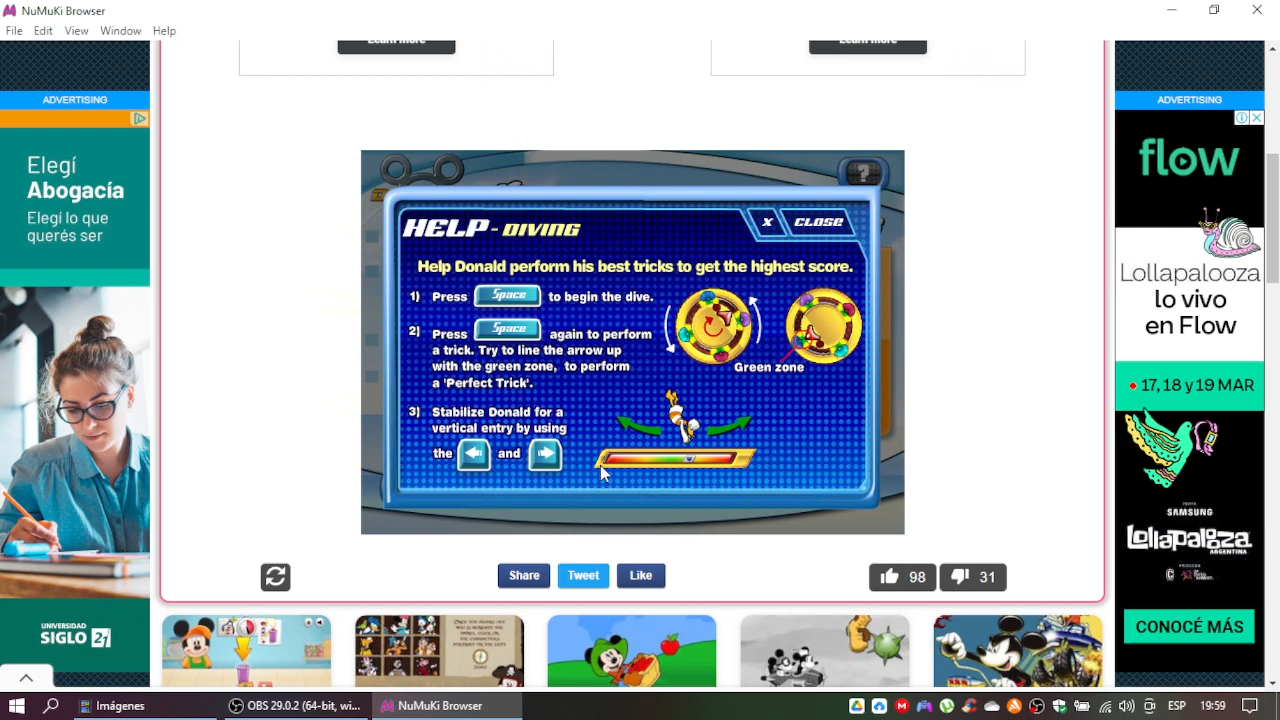 NuMuKi Browser
File Edit View Window Help
Learn more
Learn more
ADVERTISING
Elegí
Abogacía
Elegí lo que
querés ser
UNIVERSIDAD
SIGLO 21
HELP - DIVING
X CLOSE
?
Help Donald perform his best tricks to get the highest score.
1) Press Space to begin the dive.
2) Press Space again to perform
a trick. Try to line the arrow up
with the green zone, to perform
a 'Perfect Trick'.
Green zone
3) Stabilize Donald for a
vertical entry by using
the and
Share
Tweet
Like
98
31
ADVERTISING
flow
Lollapalooza
lo vivo
en Flow
17, 18 y 19 MAR
SAMSUNG
Lollapalooza
ARGENTINA
CONOCÉ MÁS
Imágenes
OBS 29.0.2 (64-bit, wi...
NuMuKi Browser
ESP
19:59